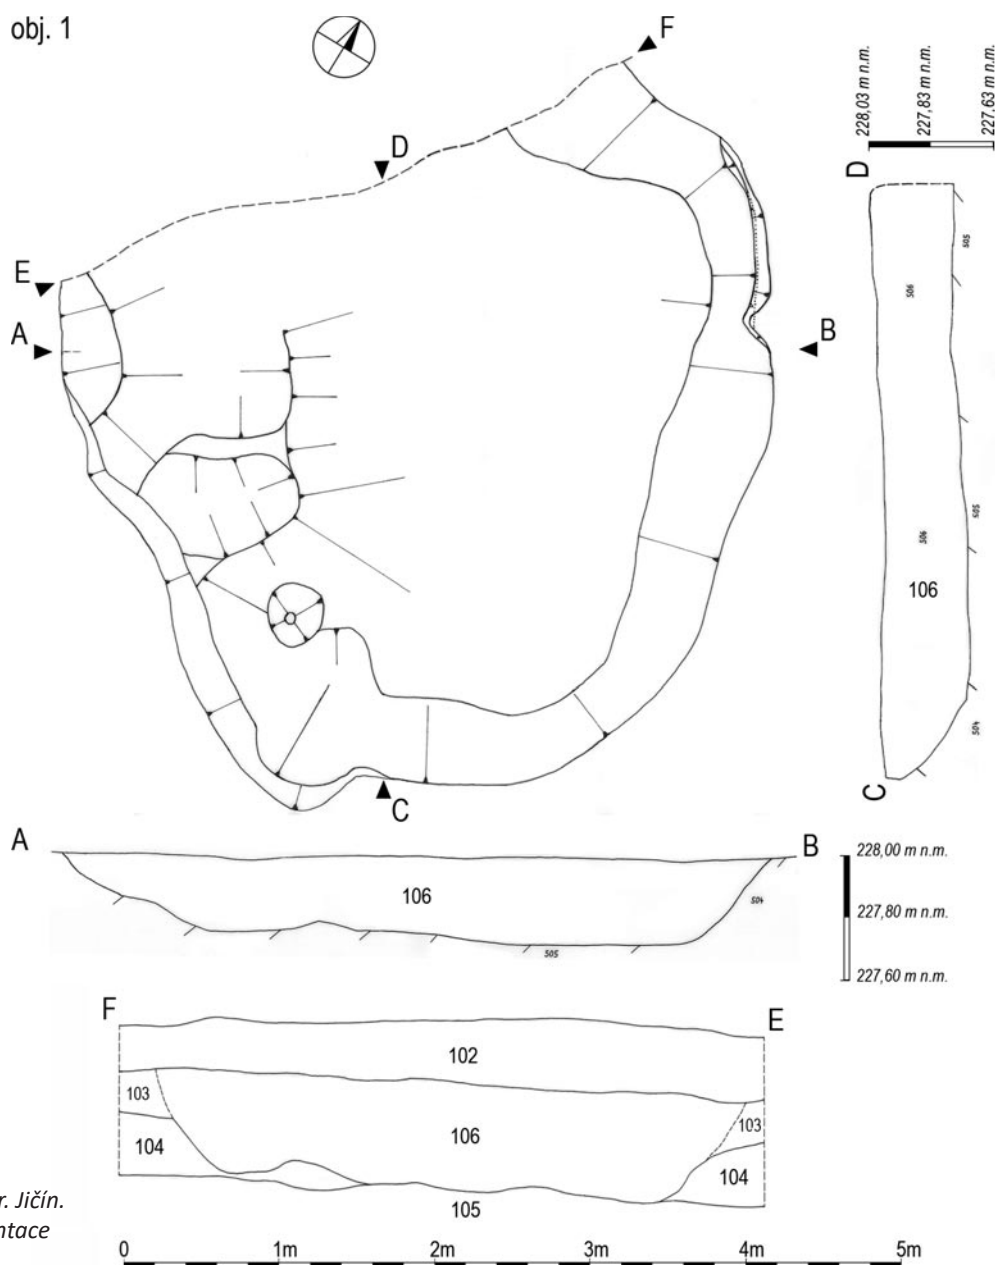 obj. 1
F
D
E
A
B
C
228,03 m n.m.
227,83 m n.m.
227,63 m n.m.
D
505
506
506
505
106
504
C
A
B
106
504
505
228,00 m n.m.
227,80 m n.m.
227,60 m n.m.
F
E
102
103
103
106
104
104
105
r. Jičín.
ntace
0 1m 2m 3m 4m 5m